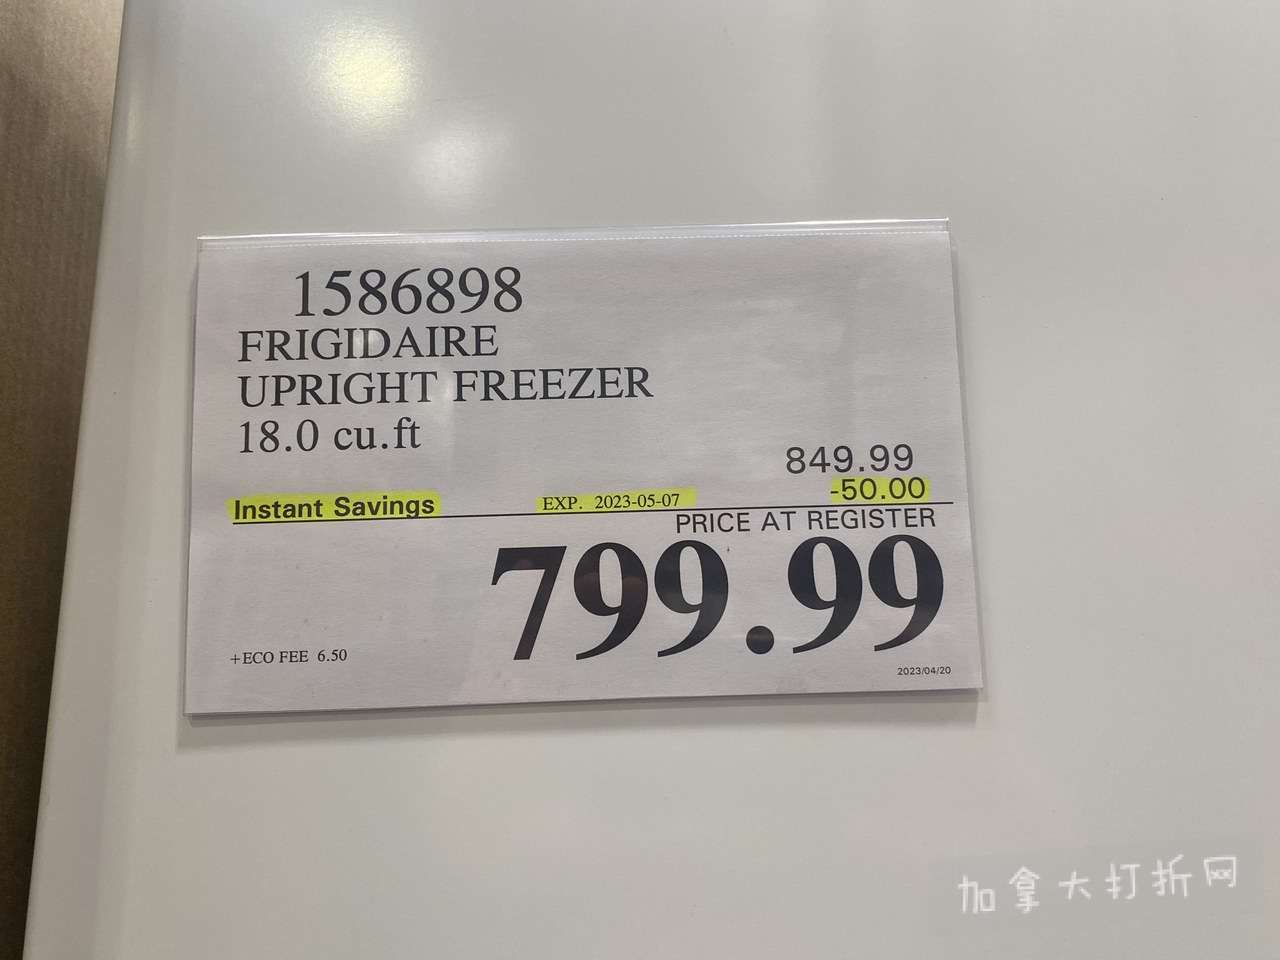 1586898
FRIGIDAIRE
UPRIGHT FREEZER
18.0 cu.ft
849.99
Instant Savings EXP. 2023-05-07 -50.00
PRICE AT REGISTER
799.99
+ECO FEE 6.50
2023/04/20
加拿大打折网